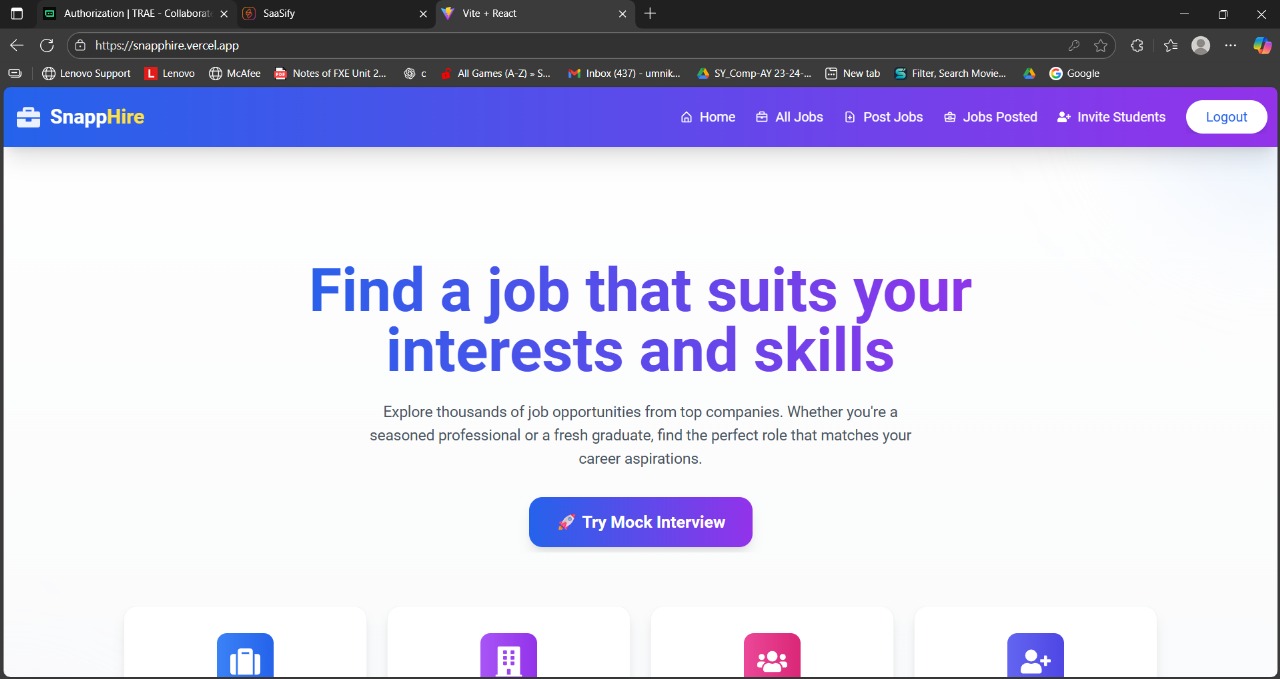 Authorization | TRAE - Collaborat
SaaSify
Vite + React
https://snapphire.vercel.app
Lenovo Support
L Lenovo
McAfee
PDF Notes of FXE Unit 2...
c
All Games (A-Z) » S...
Inbox (437) - umnik...
SY_Comp-AY 23-24-...
New tab
Filter, Search Movie...
Google
SnappHire
Home
All Jobs
Post Jobs
Jobs Posted
Invite Students
Logout
Find a job that suits your
interests and skills
Explore thousands of job opportunities from top companies. Whether you're a
seasoned professional or a fresh graduate, find the perfect role that matches your
career aspirations.
🚀 Try Mock Interview